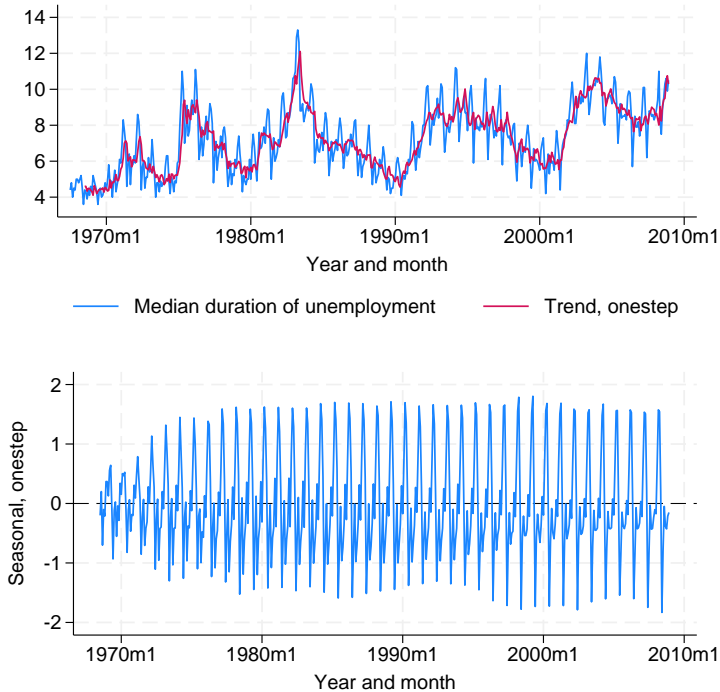 14
12
10
8
6
4
1970m1 1980m1 1990m1 2000m1 2010m1
Year and month
Median duration of unemployment Trend, onestep
2
1
0
-1
-2
Seasonal, onestep
1970m1 1980m1 1990m1 2000m1 2010m1
Year and month